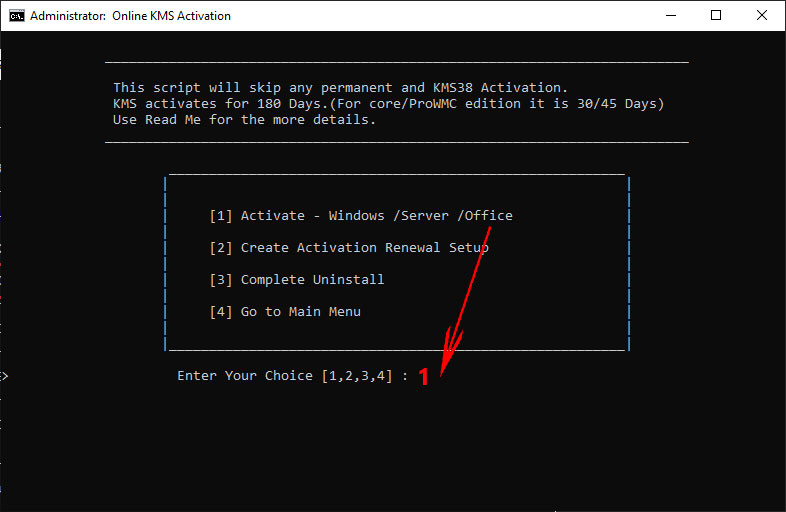 Administrator: Online KMS Activation
This script will skip any permanent and KMS38 Activation.
KMS activates for 180 Days.(For core/ProWMC edition it is 30/45 Days)
Use Read Me for the more details.
[1] Activate - Windows /Server /Office
[2] Create Activation Renewal Setup
[3] Complete Uninstall
[4] Go to Main Menu
Enter Your Choice [1,2,3,4] : 1